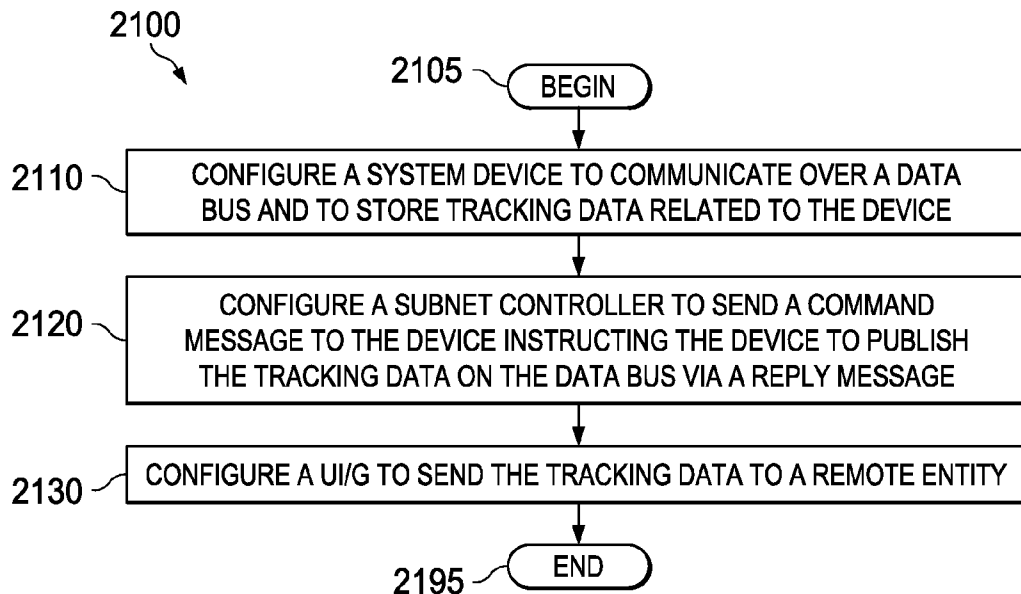 2100
2105
BEGIN
2110
CONFIGURE A SYSTEM DEVICE TO COMMUNICATE OVER A DATA
BUS AND TO STORE TRACKING DATA RELATED TO THE DEVICE
2120
CONFIGURE A SUBNET CONTROLLER TO SEND A COMMAND
MESSAGE TO THE DEVICE INSTRUCTING THE DEVICE TO PUBLISH
THE TRACKING DATA ON THE DATA BUS VIA A REPLY MESSAGE
2130
CONFIGURE A UI/G TO SEND THE TRACKING DATA TO A REMOTE ENTITY
END
2195